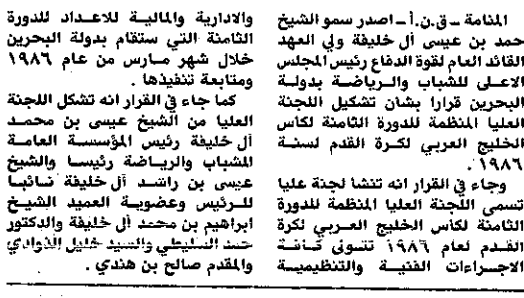 المنامة ــ ق.ن.أ ــ اصدر سمو الشيخ
حمد بن عيسى آل خليفة ولي العهد
القائد العام لقوة الدفاع رئيس المجلس
الاعلى للشباب والرياضة بدولة
البحرين قرارا بشان تشكيل اللجنة
العليا المنظمة للدورة الثامنة لكاس
الخليج العربي لكرة القدم لسنة
١٩٨٦ .
وجاء في القرار انه تنشا لجنة عليا
تسمى اللجنة العليا المنظمة للدورة
الثامنة لكأس الخليج العربي لكرة
القدم لعام ١٩٨٦ تتولى كافة
الاجراءات الفنية والتنظيمية
والادارية والمالية للاعداد للدورة
الثامنة التي ستقام بدولة البحرين
خلال شهر مارس من عام ١٩٨٦
ومتابعة تنفيذها .
كما جاء في القرار انه تشكل اللجنة
العليا من الشيخ عيسى بن محمد
آل خليفة رئيس المؤسسة العامة
للشباب والرياضة رئيسا والشيخ
عيسى بن راشد آل خليفة نائبا
للرئيس وعضوية العميد الشيخ
ابراهيم بن محمد آل خليفة والدكتور
حمد السليطي والسيد خليل الذوادي
والمقدم صالح بن هندي .